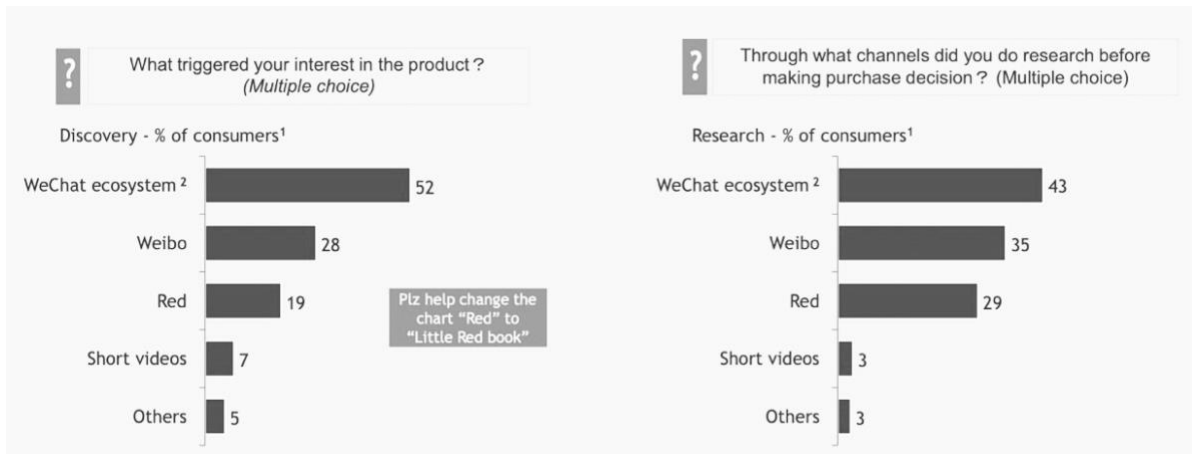 ?
What triggered your interest in the product ?
(Multiple choice)
Discovery - % of consumers¹
WeChat ecosystem ²
52
Weibo
28
Red
19
Short videos
7
Others
5
Plz help change the
chart “Red” to
“Little Red book”
?
Through what channels did you do research before
making purchase decision ? (Multiple choice)
Research - % of consumers¹
WeChat ecosystem ²
43
Weibo
35
Red
29
Short videos
3
Others
3